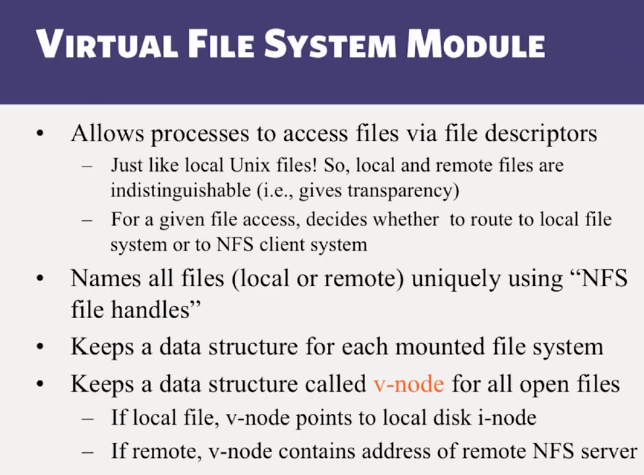 VIRTUAL FILE SYSTEM MODULE
• Allows processes to access files via file descriptors
– Just like local Unix files! So, local and remote files are
indistinguishable (i.e., gives transparency)
– For a given file access, decides whether to route to local file
system or to NFS client system
• Names all files (local or remote) uniquely using “NFS
file handles”
• Keeps a data structure for each mounted file system
• Keeps a data structure called v-node for all open files
– If local file, v-node points to local disk i-node
– If remote, v-node contains address of remote NFS server